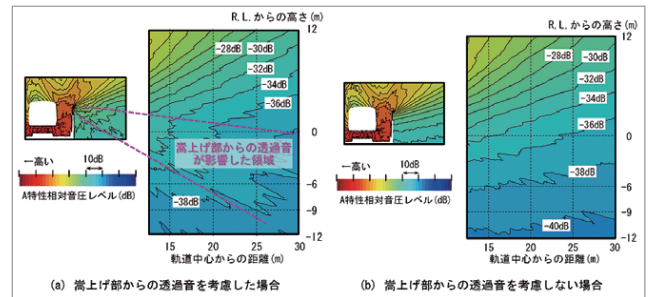 R.L.からの高さ(m)
12
-28dB
-30dB
-32dB
-34dB
-36dB
0
嵩上げ部からの透過音
が影響した領域
←高い
10dB
A特性相対音圧レベル(dB)
-38dB
-6
-9
-12
15
20
25
30
軌道中心からの距離(m)
(a) 嵩上げ部からの透過音を考慮した場合
R.L.からの高さ(m)
12
-28dB
-30dB
-32dB
-34dB
-36dB
0
←高い
10dB
A特性相対音圧レベル(dB)
-38dB
-6
-9
-40dB
-12
15
20
25
30
軌道中心からの距離(m)
(b) 嵩上げ部からの透過音を考慮しない場合